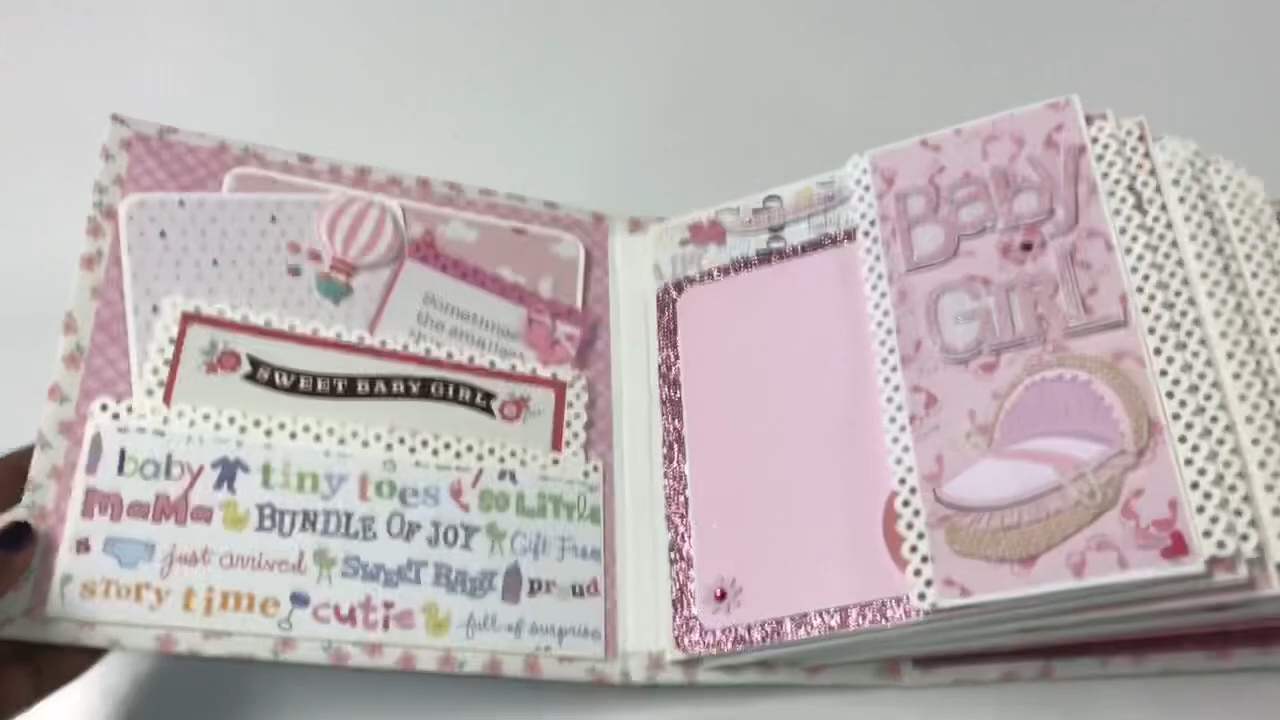 Sometimes
the smallest
SWEET BABY GIRL
baby tiny toes so little
mama BUNDLE OF JOY Gift From
just arrived SWEET BABY proud
story time cutie full of surprise
Baby
GIRL